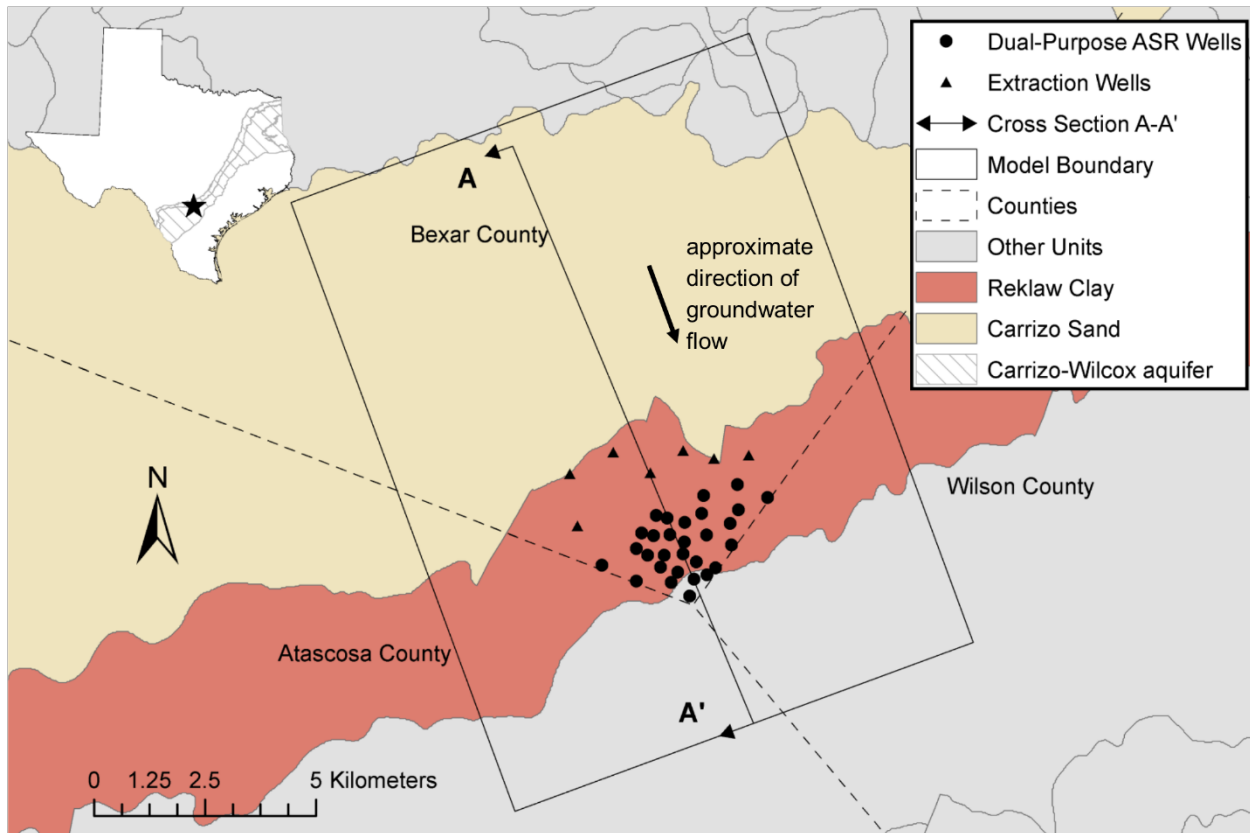 Dual-Purpose ASR Wells
Extraction Wells
Cross Section A-A'
Model Boundary
Counties
Other Units
Reklaw Clay
Carrizo Sand
Carrizo-Wilcox aquifer
A
Bexar County
approximate
direction of
groundwater
flow
N
Wilson County
Atascosa County
A'
0 1.25 2.5 5 Kilometers